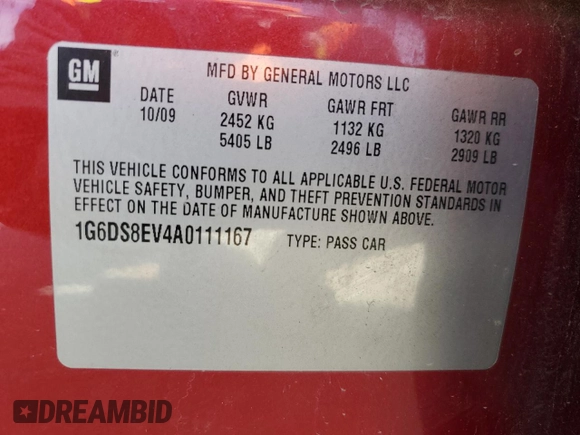 GM ®
MFD BY GENERAL MOTORS LLC
DATE GVWR GAWR FRT GAWR RR
10/09 2452 KG 1132 KG 1320 KG
5405 LB 2496 LB 2909 LB
THIS VEHICLE CONFORMS TO ALL APPLICABLE U.S. FEDERAL MOTOR
VEHICLE SAFETY, BUMPER, AND THEFT PREVENTION STANDARDS IN
EFFECT ON THE DATE OF MANUFACTURE SHOWN ABOVE.
1G6DS8EV4A0111167 TYPE: PASS CAR
DREAMBID